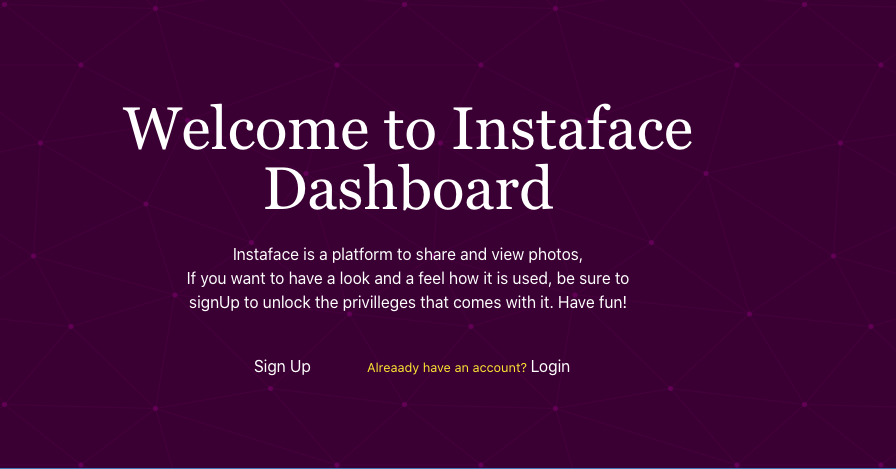 Welcome to Instaface
Dashboard
Instaface is a platform to share and view photos,
If you want to have a look and a feel how it is used, be sure to
signUp to unlock the privilleges that comes with it. Have fun!
Sign Up Alreaady have an account? Login